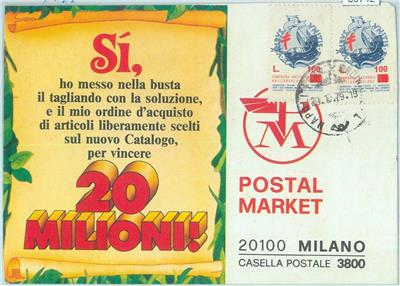 Sí,
ho messo nella busta
il tagliando con la soluzione,
e il mio ordine d'acquisto
di articoli liberamente scelti
sul nuovo Catalogo,
per vincere
20
MILIONI!
L. 100
100
POSTAL
MARKET
20100 MILANO
CASELLA POSTALE 3800